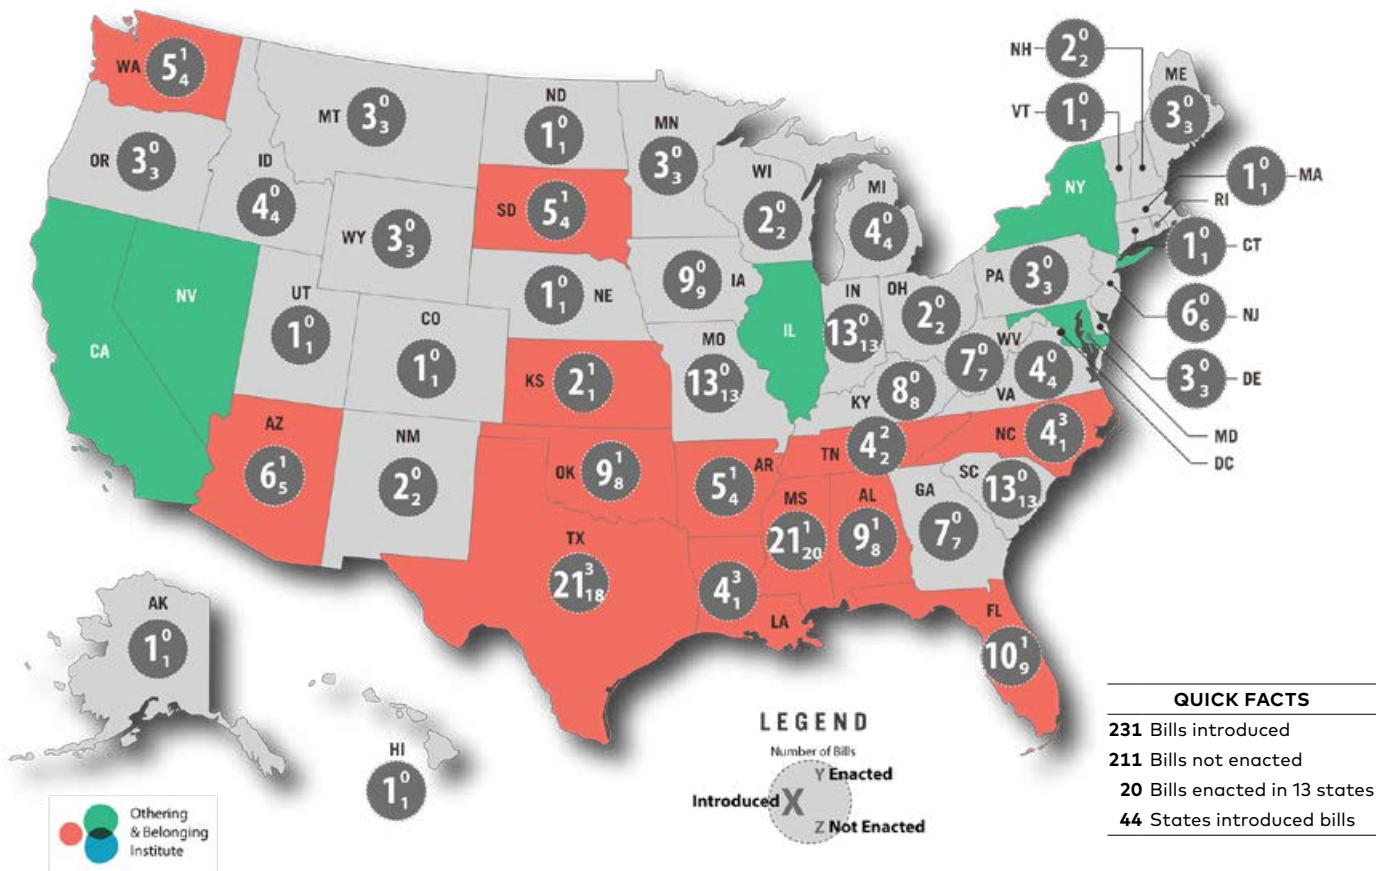 WA 5 1 4
OR 3 0 3
ID 4 0 4
MT 3 0 3
WY 3 0 3
ND 1 0 1
SD 5 1 4
NE 1 0 1
MN 3 0 3
WI 2 0 2
MI 4 0 4
IA 9 0 9
NH 2 0 2
VT 1 0 1
ME 3 0 3
1 0 1 MA
RI
1 0 1 CT
NY
PA 3 0 3
6 0 6 NJ
3 0 3 DE
MD
DC
CA
NV
UT 1 0 1
CO 1 0 1
KS 2 1 1
MO 13 0 13
IL
IN 13 0 13
OH 2 0 2
WV 7 0 7
VA 4 0 4
KY 8 0 8
AZ 6 1 5
NM 2 0 2
OK 9 1 8
AR 5 1 4
TN 4 2 2
NC 4 3 1
SC 13 0 13
GA 7 0 7
AL 9 1 8
MS 21 1 20
TX 21 3 18
LA 4 3 1
FL 10 1 9
AK 1 0 1
HI 1 0 1
LEGEND
Number of Bills
Y Enacted
Introduced X
Z Not Enacted
QUICK FACTS
231 Bills introduced
211 Bills not enacted
20 Bills enacted in 13 states
44 States introduced bills
Othering
& Belonging
Institute